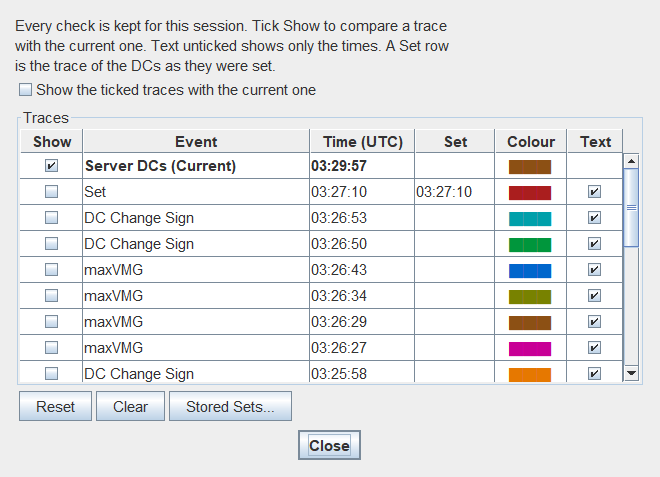 Every check is kept for this session. Tick Show to compare a trace
with the current one. Text unticked shows only the times. A Set row
is the trace of the DCs as they were set.
Show the ticked traces with the current one
Traces
Show Event Time (UTC) Set Colour Text
Server DCs (Current) 03:29:57
Set 03:27:10 03:27:10
DC Change Sign 03:26:53
DC Change Sign 03:26:50
maxVMG 03:26:43
maxVMG 03:26:34
maxVMG 03:26:29
maxVMG 03:26:27
DC Change Sign 03:25:58
Reset Clear Stored Sets...
Close